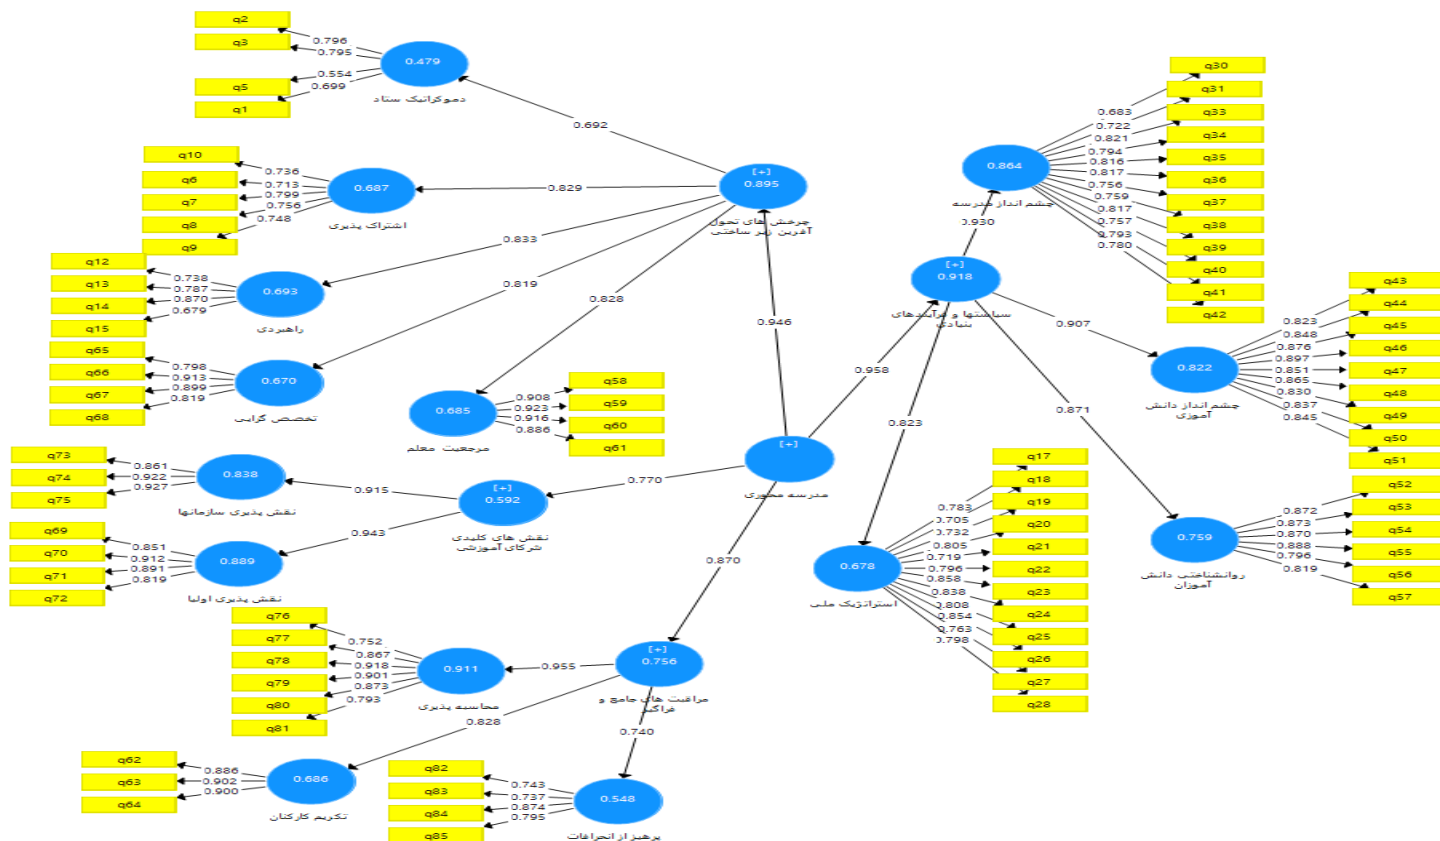 q2
q3
q5
q1
0.796
0.795
0.554
0.699
0.479
دموکراتیک ستاد
0.692
q10
q6
q7
q8
q9
0.736
0.713
0.799
0.756
0.748
0.687
اشتراک پذیری
0.829
q12
q13
q14
q15
0.738
0.787
0.870
0.679
0.693
راهبردی
0.833
q65
q66
q67
q68
0.798
0.913
0.899
0.819
0.670
تخصص گرایی
0.819
[+]
0.895
چرخش های تحول
آفرین زیر ساختی
0.828
q58
q59
q60
q61
0.908
0.923
0.916
0.886
0.685
مرجعیت معلم
0.946
[+]
مدرسه محوری
0.958
0.770
0.870
q73
q74
q75
0.861
0.922
0.927
0.838
نقش پذیری سازمانها
0.915
q69
q70
q71
q72
0.851
0.912
0.891
0.819
0.889
نقش پذیری اولیا
0.943
[+]
0.592
نقش های کلیدی
شرکای آموزشی
q76
q77
q78
q79
q80
q81
0.752
0.867
0.918
0.901
0.873
0.793
0.911
محاسبه پذیری
0.955
[+]
0.756
مراقبت های جامع و
فراگیر
0.828
0.740
q62
q63
q64
0.886
0.902
0.900
0.686
تکریم کارکنان
q82
q83
q84
q85
0.743
0.737
0.874
0.795
0.548
پرهیز از انحرافات
q30
q31
q33
q34
q35
q36
q37
q38
q39
q40
q41
q42
0.683
0.722
0.821
0.794
0.816
0.817
0.756
0.759
0.817
0.757
0.793
0.780
0.864
چشم انداز مدرسه
0.930
[+]
0.918
سیاستها و فرآیندهای
بنیادی
0.907
0.871
0.823
q43
q44
q45
q46
q47
q48
q49
q50
q51
0.823
0.848
0.876
0.897
0.851
0.865
0.830
0.837
0.845
0.822
چشم انداز دانش
آموزی
q52
q53
q54
q55
q56
q57
0.872
0.873
0.870
0.888
0.796
0.819
0.759
روانشناختی دانش
آموزان
q17
q18
q19
q20
q21
q22
q23
q24
q25
q26
q27
q28
0.783
0.705
0.732
0.805
0.719
0.796
0.858
0.838
0.808
0.854
0.763
0.798
0.678
استراتژیک ملی